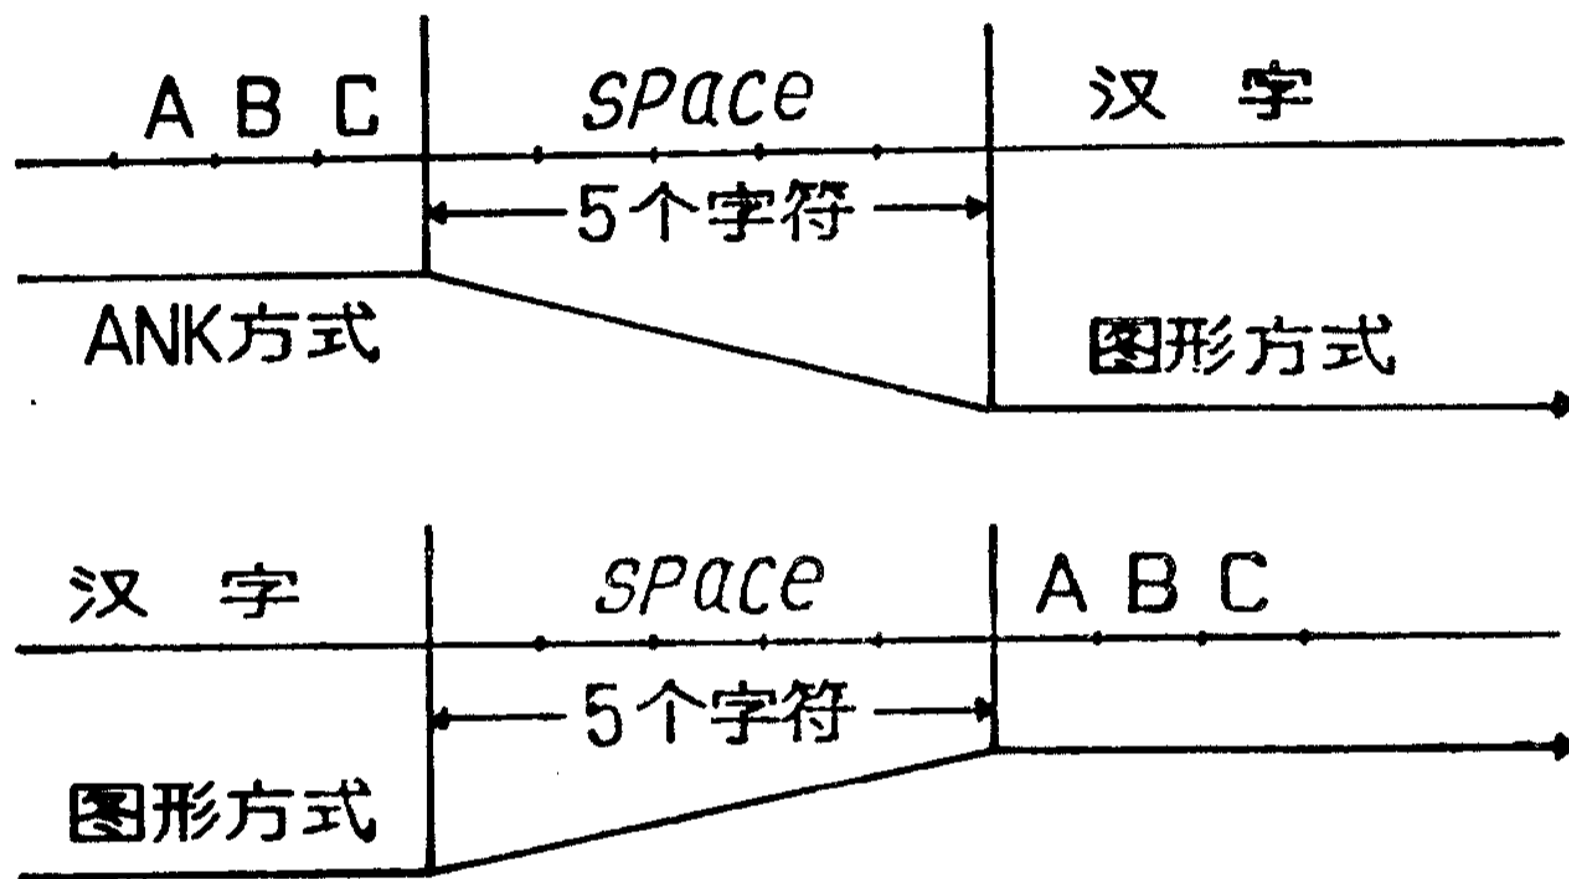 A B C space 汉 字
5个字符
ANK方式 图形方式
汉 字 space A B C
5个字符
图形方式